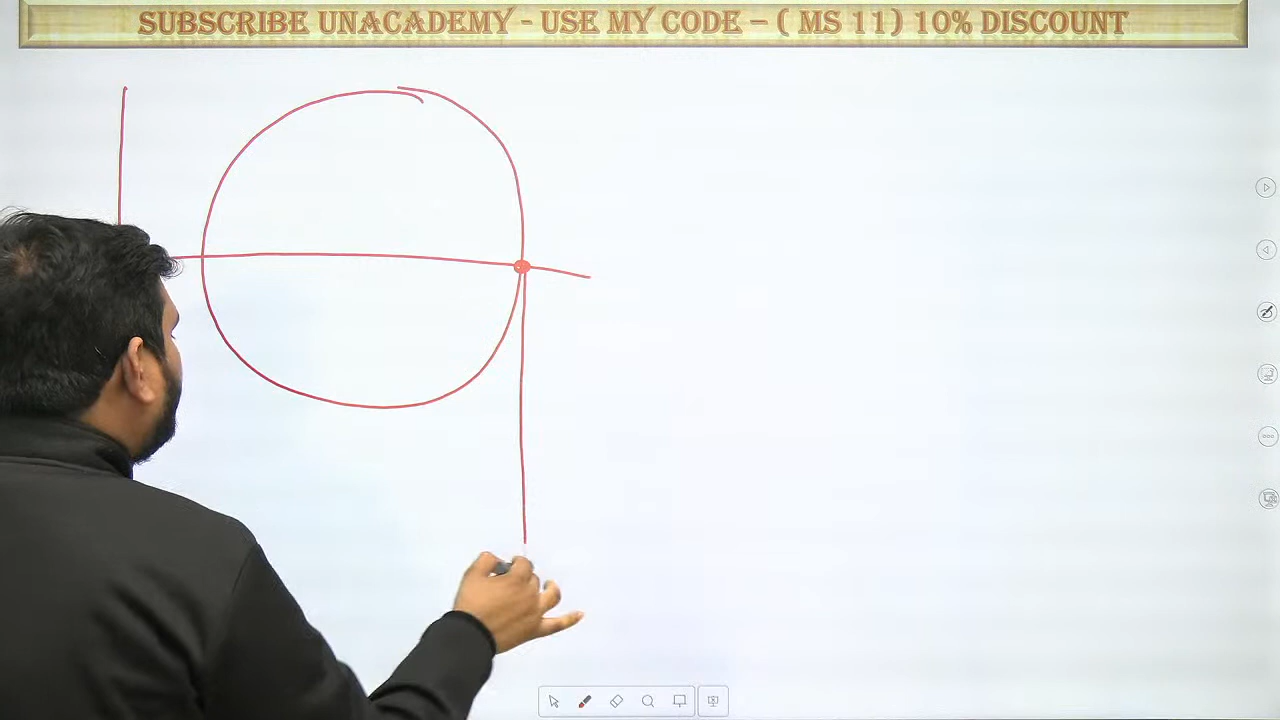 SUBSCRIBE UNACADEMY - USE MY CODE – ( MS 11) 10% DISCOUNT